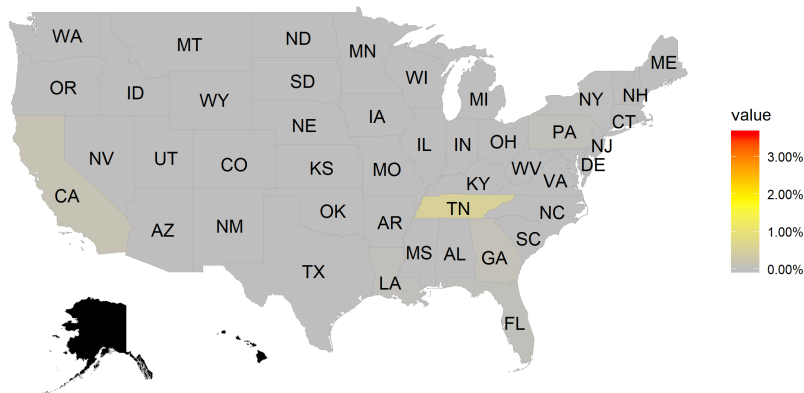 WA
MT
ND
MN
ME
OR
ID
WY
SD
WI
MI
NY
NH
CT
NE
IA
PA
NJ
NV
UT
CO
KS
MO
IL
IN
OH
DE
WV
VA
KY
CA
AZ
NM
OK
AR
TN
NC
SC
MS
AL
GA
TX
LA
FL
value
3.00%
2.00%
1.00%
0.00%